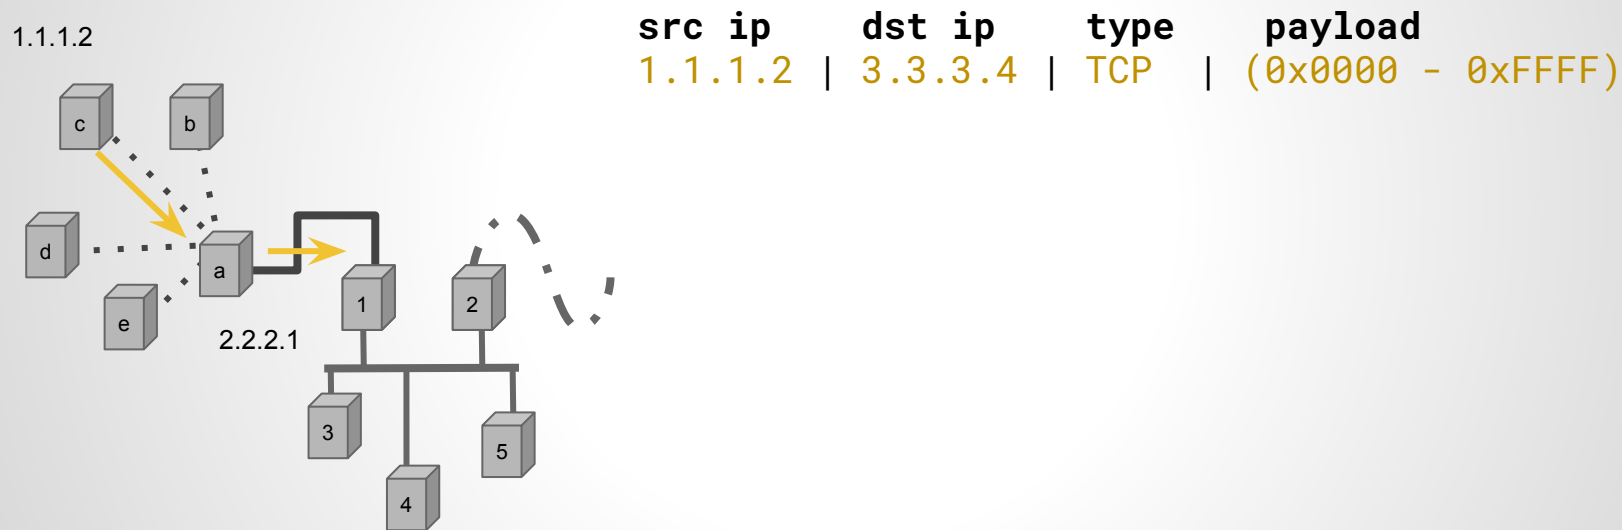 src ip dst ip type payload
1.1.1.2 | 3.3.3.4 | TCP | (0x0000 - 0xFFFF)
1.1.1.2
c
b
d
a
e
1
2
2.2.2.1
3
5
4